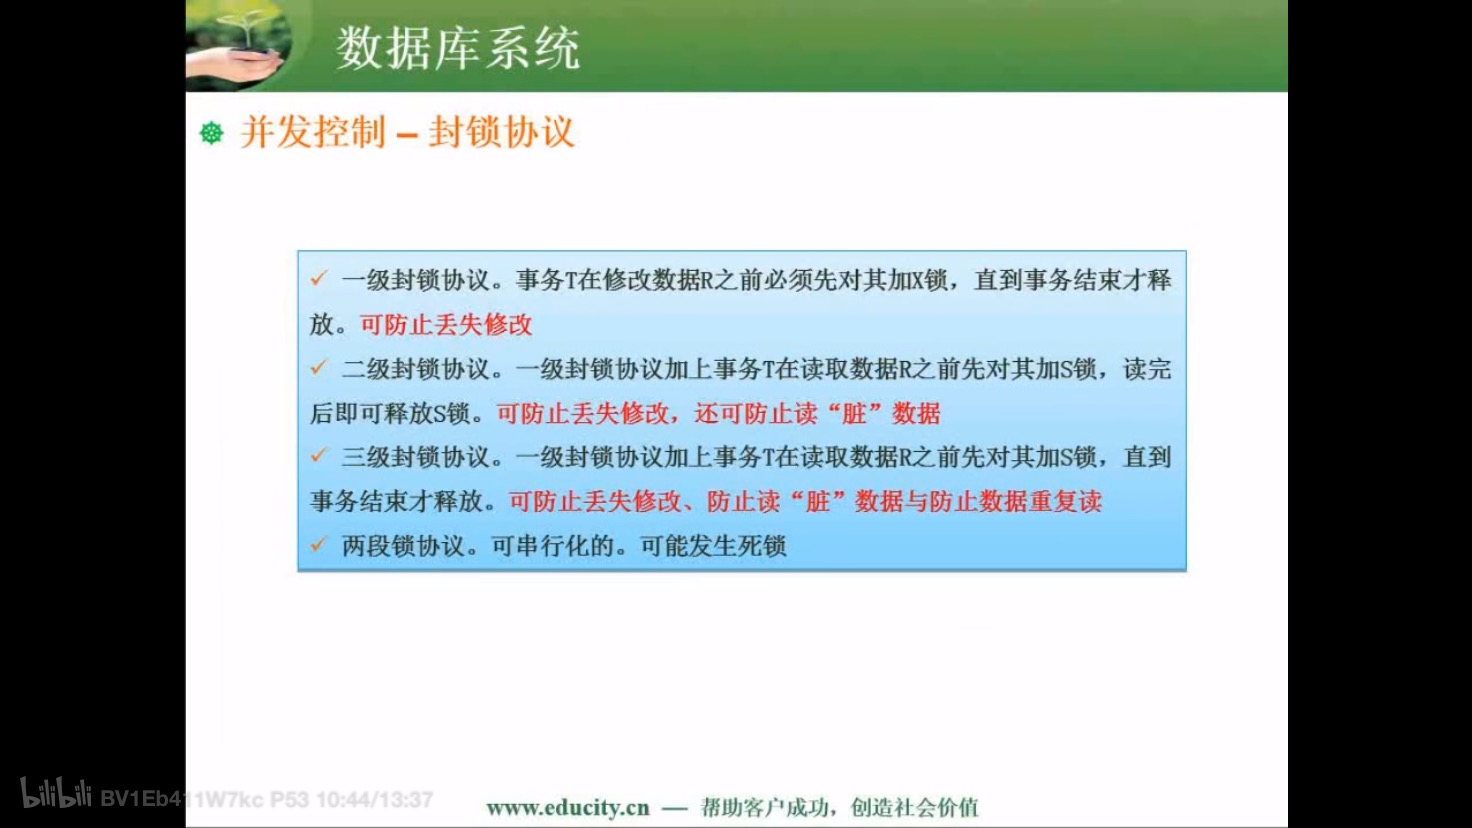 数据库系统
并发控制 – 封锁协议
✓ 一级封锁协议。事务T在修改数据R之前必须先对其加X锁，直到事务结束才释
放。可防止丢失修改
✓ 二级封锁协议。一级封锁协议加上事务T在读取数据R之前先对其加S锁，读完
后即可释放S锁。可防止丢失修改，还可防止读“脏”数据
✓ 三级封锁协议。一级封锁协议加上事务T在读取数据R之前先对其加S锁，直到
事务结束才释放。可防止丢失修改、防止读“脏”数据与防止数据重复读
✓ 两段锁协议。可串行化的。可能发生死锁
bilibili BV1Eb411W7kc P53 10:44/13:37
www.educity.cn — 帮助客户成功，创造社会价值